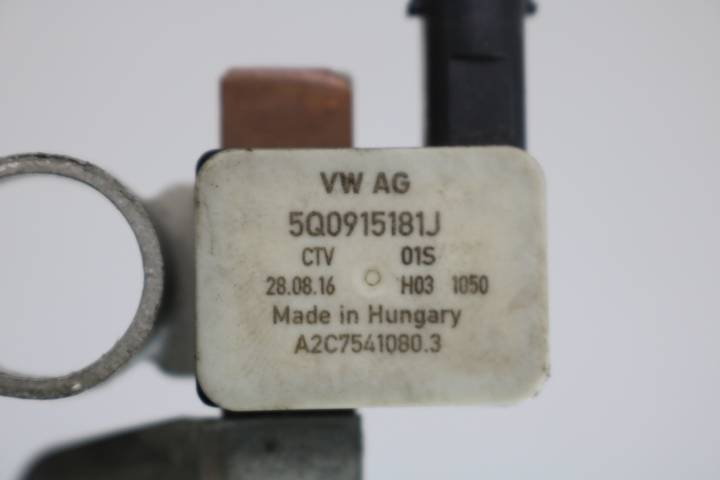 VW AG
5Q0915181J
CTV 01S
28.08.16 H03 1050
Made in Hungary
A2C7541080.3